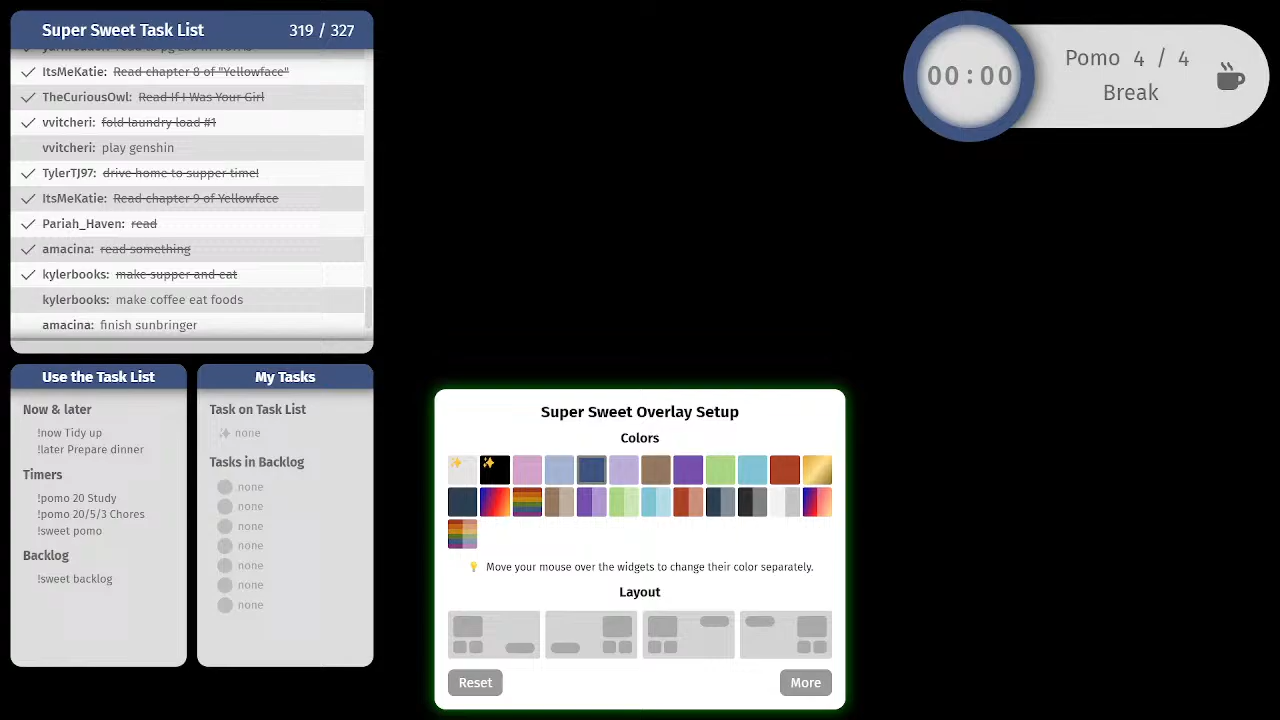 Super Sweet Task List 319 / 327
ItsMeKatie: Read chapter 8 of "Yellowface"
TheCuriousOwl: Read If I Was Your Girl
vvitcheri: fold laundry load #1
vvitcheri: play genshin
TylerTJ97: drive home to supper time!
ItsMeKatie: Read chapter 9 of Yellowface
Pariah_Haven: read
amacina: read something
kylerbooks: make supper and eat
kylerbooks: make coffee eat foods
amacina: finish sunbringer
Use the Task List
Now & later
!now Tidy up
!later Prepare dinner
Timers
!pomo 20 Study
!pomo 20/5/3 Chores
!sweet pomo
Backlog
!sweet backlog
My Tasks
Task on Task List
none
Tasks in Backlog
none
none
none
none
none
none
none
00:00
Pomo 4 / 4
Break
Super Sweet Overlay Setup
Colors
Move your mouse over the widgets to change their color separately.
Layout
Reset
More